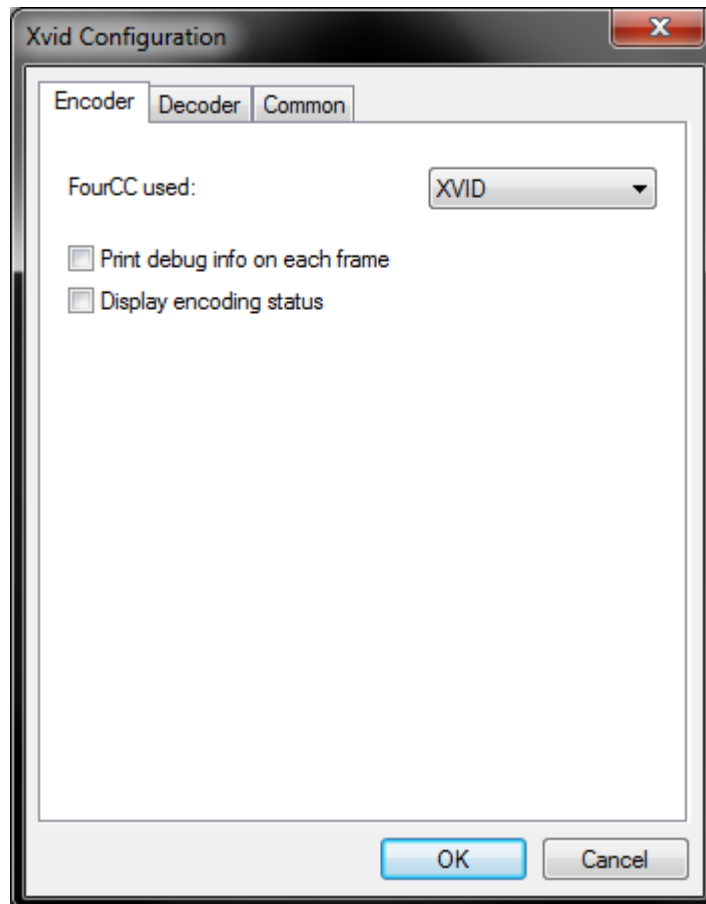 Xvid Configuration
Encoder Decoder Common
FourCC used: XVID
Print debug info on each frame
Display encoding status
OK Cancel